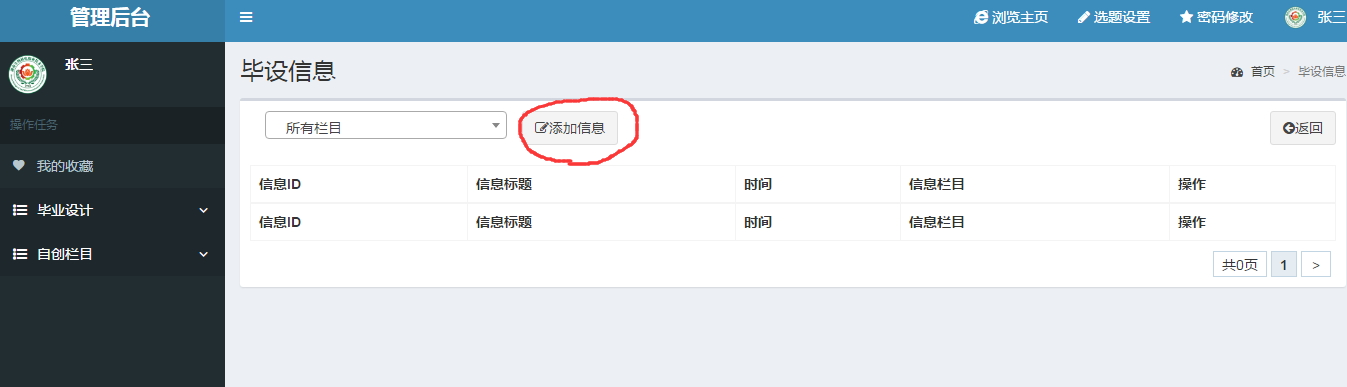 管理后台
浏览主页 选题设置 密码修改 张三
张三
操作任务
我的收藏
毕业设计
自创栏目
毕设信息
首页 > 毕设信息
所有栏目 添加信息 返回
信息ID 信息标题 时间 信息栏目 操作
信息ID 信息标题 时间 信息栏目 操作
共0页 1 >